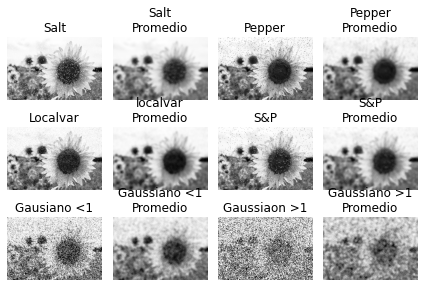 Salt
Salt
Promedio
Pepper
Pepper
Promedio
Localvar
localvar
Promedio
S&P
S&P
Promedio
Gausiano <1
Gaussiano <1
Promedio
Gaussiaon >1
Gaussiano >1
Promedio